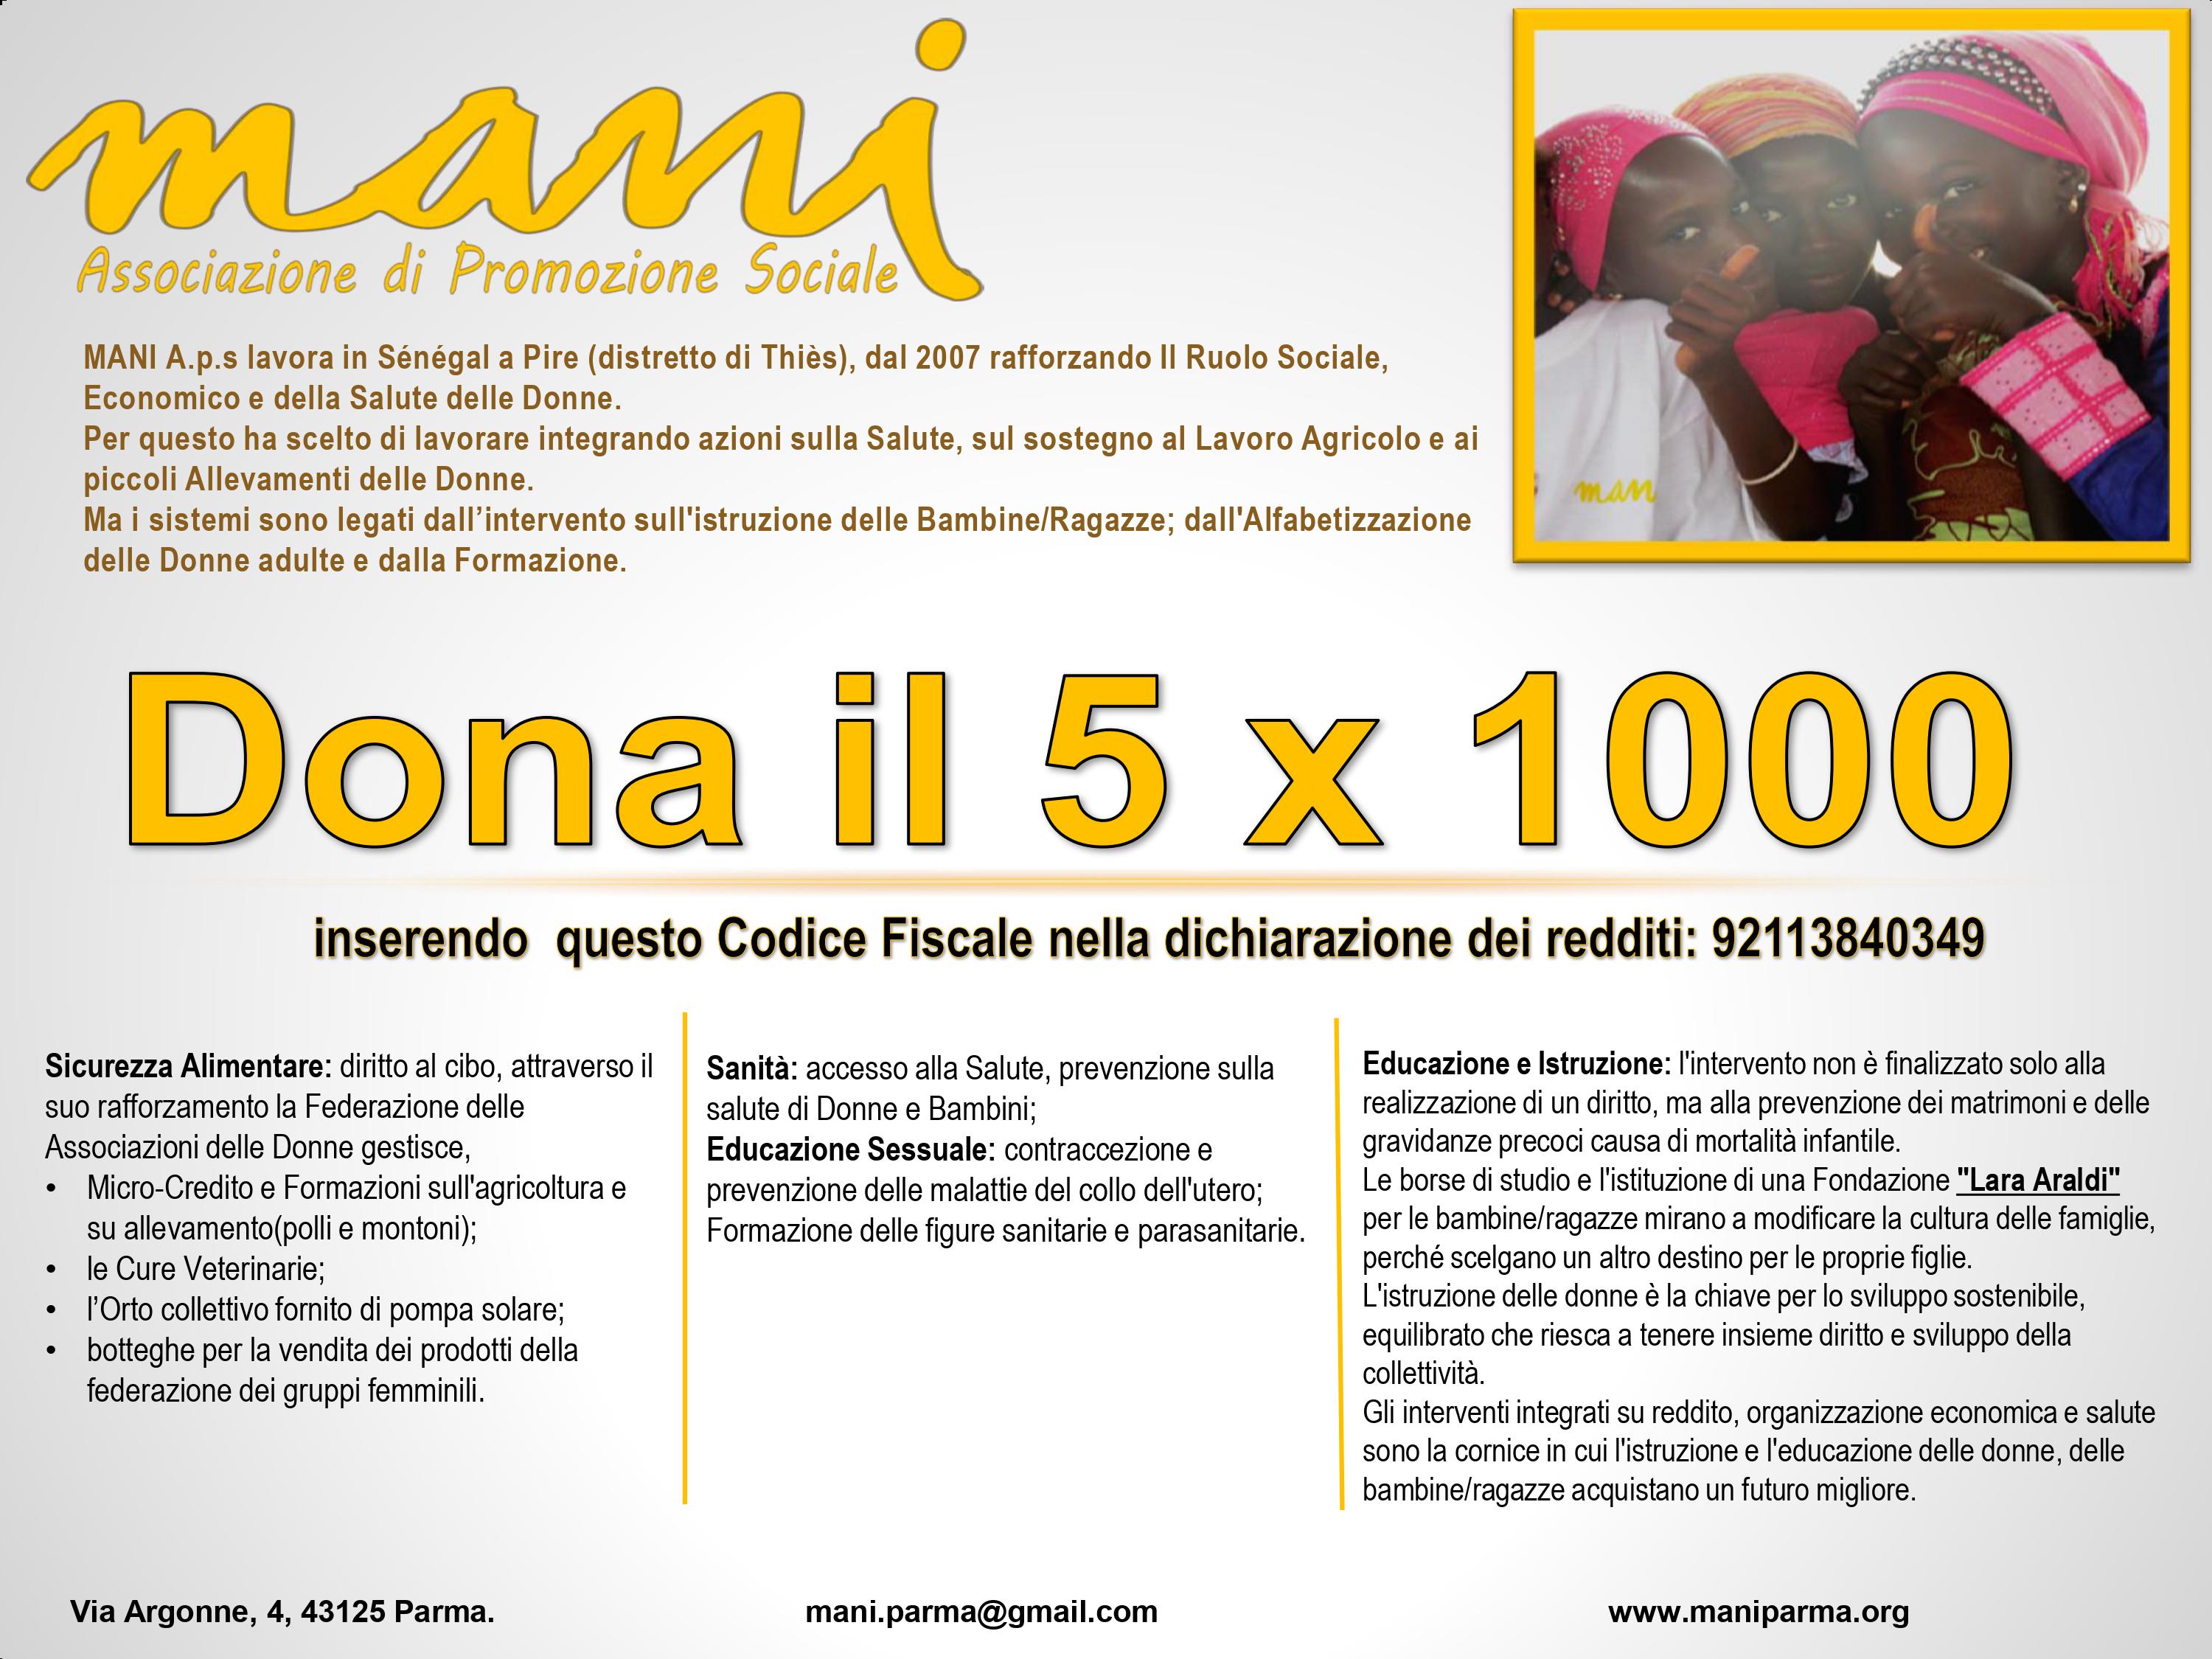 mani
Associazione di Promozione Sociale
MANI A.p.s lavora in Sénégal a Pire (distretto di Thiès), dal 2007 rafforzando Il Ruolo Sociale,
Economico e della Salute delle Donne.
Per questo ha scelto di lavorare integrando azioni sulla Salute, sul sostegno al Lavoro Agricolo e ai
piccoli Allevamenti delle Donne.
Ma i sistemi sono legati dall’intervento sull'istruzione delle Bambine/Ragazze; dall'Alfabetizzazione
delle Donne adulte e dalla Formazione.
man
Dona il 5 x 1000
inserendo  questo Codice Fiscale nella dichiarazione dei redditi: 92113840349
Sicurezza Alimentare: diritto al cibo, attraverso il
suo rafforzamento la Federazione delle
Associazioni delle Donne gestisce,
• Micro-Credito e Formazioni sull'agricoltura e
su allevamento(polli e montoni);
• le Cure Veterinarie;
• l’Orto collettivo fornito di pompa solare;
• botteghe per la vendita dei prodotti della
federazione dei gruppi femminili.
Sanità: accesso alla Salute, prevenzione sulla
salute di Donne e Bambini;
Educazione Sessuale: contraccezione e
prevenzione delle malattie del collo dell'utero;
Formazione delle figure sanitarie e parasanitarie.
Educazione e Istruzione: l'intervento non è finalizzato solo alla
realizzazione di un diritto, ma alla prevenzione dei matrimoni e delle
gravidanze precoci causa di mortalità infantile.
Le borse di studio e l'istituzione di una Fondazione "Lara Araldi"
per le bambine/ragazze mirano a modificare la cultura delle famiglie,
perché scelgano un altro destino per le proprie figlie.
L'istruzione delle donne è la chiave per lo sviluppo sostenibile,
equilibrato che riesca a tenere insieme diritto e sviluppo della
collettività.
Gli interventi integrati su reddito, organizzazione economica e salute
sono la cornice in cui l'istruzione e l'educazione delle donne, delle
bambine/ragazze acquistano un futuro migliore.
Via Argonne, 4, 43125 Parma.
mani.parma@gmail.com
www.maniparma.org